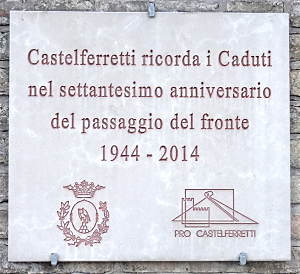 Castelferretti ricorda i Caduti
nel settantesimo anniversario
del passaggio del fronte
1944 - 2014
PRO CASTELFERRETTI